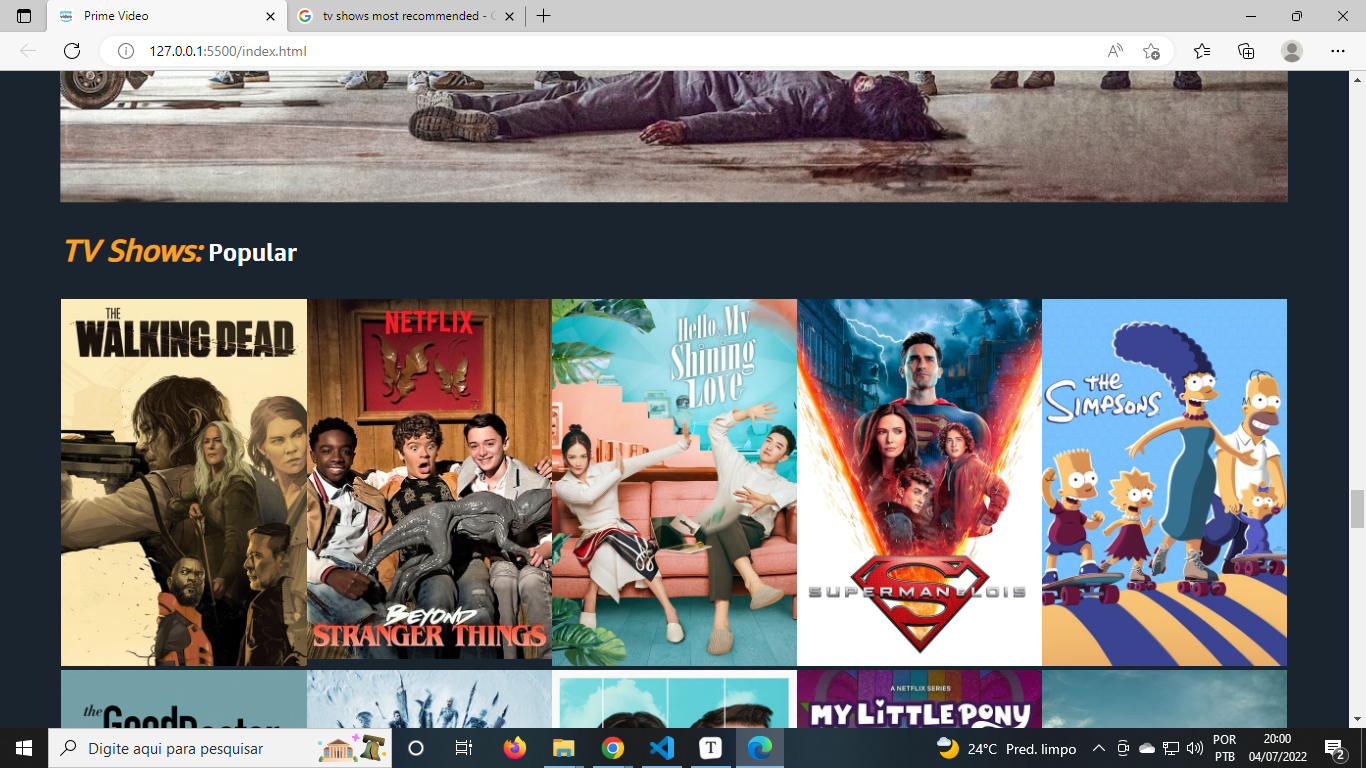 Prime Video
tv shows most recommended -
127.0.0.1:5500/index.html
TV Shows: Popular
THE
WALKING DEAD
NETFLIX
BEYOND
STRANGER THINGS
Hello, My
Shining
Love
SUPERMAN & LOIS
THE
SIMPSONS
the
Good Doctor
A NETFLIX SERIES
MY LITTLE PONY
Digite aqui para pesquisar
24°C Pred. limpo
POR
PTB
20:00
04/07/2022
2